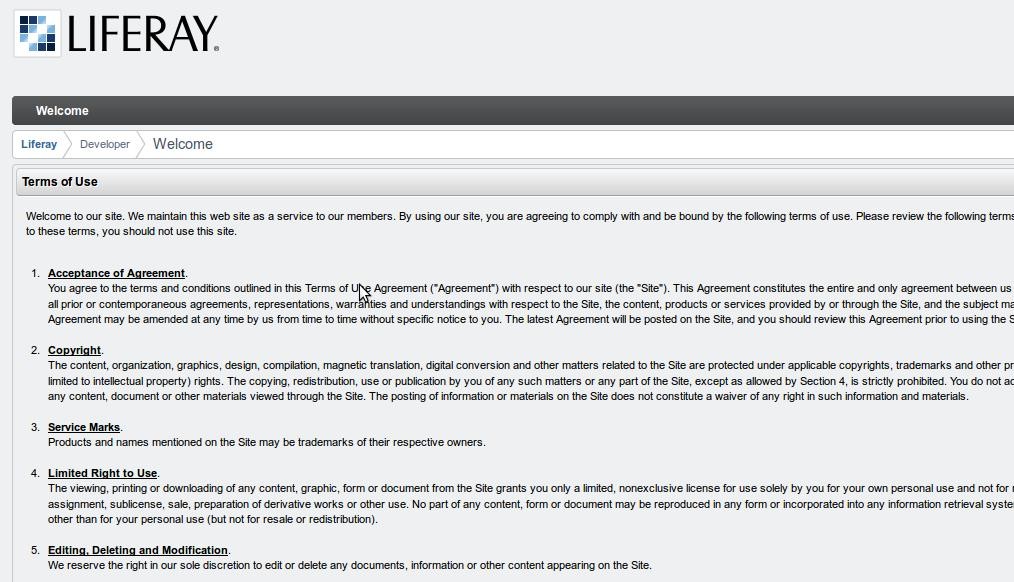 LIFERAY®
Welcome
Liferay Developer Welcome
Terms of Use
Welcome to our site. We maintain this web site as a service to our members. By using our site, you are agreeing to comply with and be bound by the following terms of use. Please review the following terms
to these terms, you should not use this site.
1. Acceptance of Agreement.
You agree to the terms and conditions outlined in this Terms of Use Agreement ("Agreement") with respect to our site (the "Site"). This Agreement constitutes the entire and only agreement between us
all prior or contemporaneous agreements, representations, warranties and understandings with respect to the Site, the content, products or services provided by or through the Site, and the subject
Agreement may be amended at any time by us from time to time without specific notice to you. The latest Agreement will be posted on the Site, and you should review this Agreement prior to using the
2. Copyright.
The content, organization, graphics, design, compilation, magnetic translation, digital conversion and other matters related to the Site are protected under applicable copyrights, trademarks and other
limited to intellectual property) rights. The copying, redistribution, use or publication by you of any such matters or any part of the Site, except as allowed by Section 4, is strictly prohibited. You do not
any content, document or other materials viewed through the Site. The posting of information or materials on the Site does not constitute a waiver of any right in such information and materials.
3. Service Marks.
Products and names mentioned on the Site may be trademarks of their respective owners.
4. Limited Right to Use.
The viewing, printing or downloading of any content, graphic, form or document from the Site grants you only a limited, nonexclusive license for use solely by you for your own personal use and not for
assignment, sublicense, sale, preparation of derivative works or other use. No part of any content, form or document may be reproduced in any form or incorporated into any information retrieval
other than for your personal use (but not for resale or redistribution).
5. Editing, Deleting and Modification.
We reserve the right in our sole discretion to edit or delete any documents, information or other content appearing on the Site.